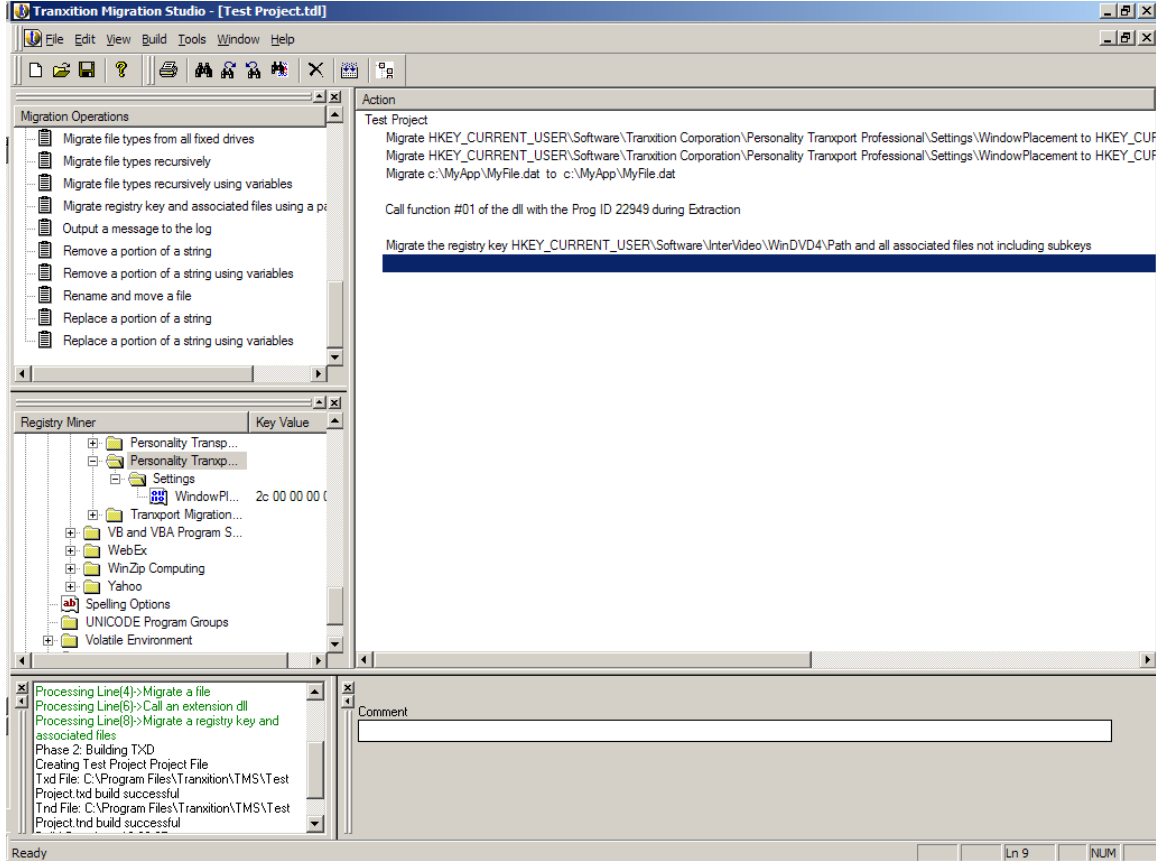 Tranxition Migration Studio - [Test Project.tdl]
File Edit View Build Tools Window Help
Migration Operations
Migrate file types from all fixed drives
Migrate file types recursively
Migrate file types recursively using variables
Migrate registry key and associated files using a pa
Output a message to the log
Remove a portion of a string
Remove a portion of a string using variables
Rename and move a file
Replace a portion of a string
Replace a portion of a string using variables
Action
Test Project
Migrate HKEY_CURRENT_USER\Software\Tranxition Corporation\Personality Tranxport Professional\Settings\WindowPlacement to HKEY_CUR
Migrate HKEY_CURRENT_USER\Software\Tranxition Corporation\Personality Tranxport Professional\Settings\WindowPlacement to HKEY_CUR
Migrate c:\MyApp\MyFile.dat to c:\MyApp\MyFile.dat
Call function #01 of the dll with the Prog ID 22949 during Extraction
Migrate the registry key HKEY_CURRENT_USER\Software\InterVideo\WinDVD4\Path and all associated files not including subkeys
Registry Miner Key Value
Personality Transp...
Personality Tranxp...
Settings
WindowPl... 2c 00 00 00 0
Tranxport Migration...
VB and VBA Program S...
WebEx
WinZip Computing
Yahoo
ab Spelling Options
UNICODE Program Groups
Volatile Environment
Processing Line(4)->Migrate a file
Processing Line(6)->Call an extension dll
Processing Line(8)->Migrate a registry key and
associated files
Phase 2: Building TXD
Creating Test Project Project File
Txd File: C:\Program Files\Tranxition\TMS\Test
Project.txd build successful
Tnd File: C:\Program Files\Tranxition\TMS\Test
Project.tnd build successful
Comment
Ready Ln 9 NUM